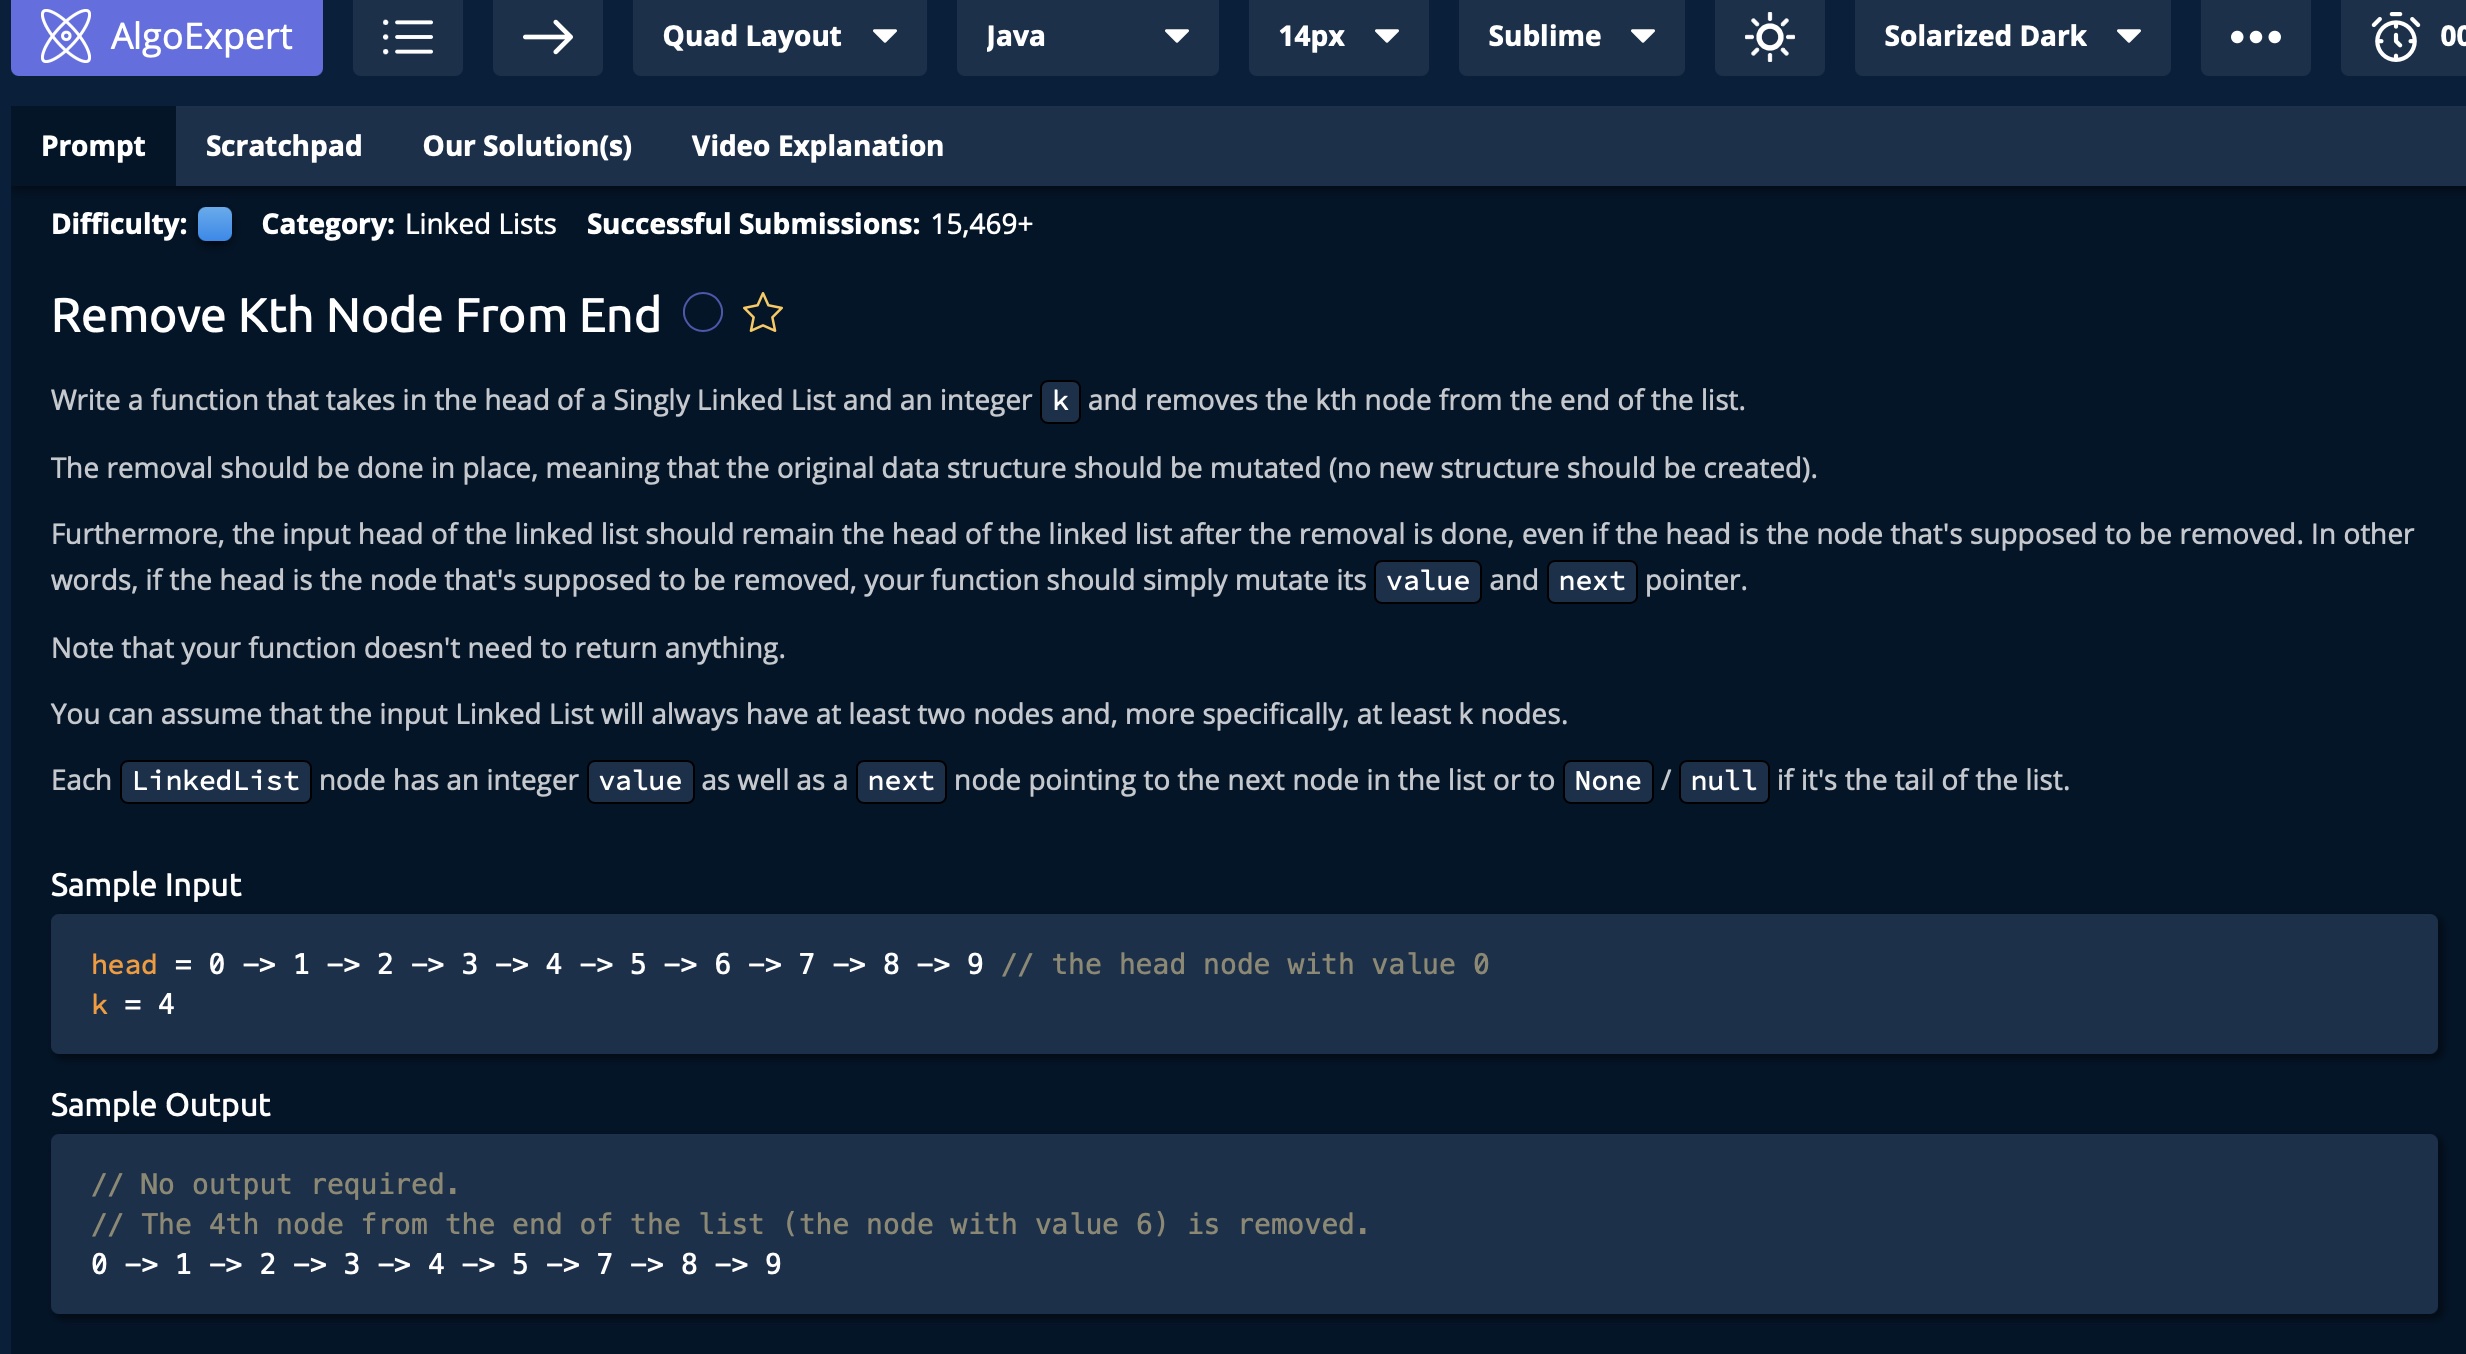 AlgoExpert Quad Layout Java 14px Sublime Solarized Dark 00
Prompt Scratchpad Our Solution(s) Video Explanation
Difficulty: Category: Linked Lists Successful Submissions: 15,469+
Remove Kth Node From End
Write a function that takes in the head of a Singly Linked List and an integer k and removes the kth node from the end of the list.
The removal should be done in place, meaning that the original data structure should be mutated (no new structure should be created).
Furthermore, the input head of the linked list should remain the head of the linked list after the removal is done, even if the head is the node that's supposed to be removed. In other
words, if the head is the node that's supposed to be removed, your function should simply mutate its value and next pointer.
Note that your function doesn't need to return anything.
You can assume that the input Linked List will always have at least two nodes and, more specifically, at least k nodes.
Each LinkedList node has an integer value as well as a next node pointing to the next node in the list or to None / null if it's the tail of the list.
Sample Input
head = 0 -> 1 -> 2 -> 3 -> 4 -> 5 -> 6 -> 7 -> 8 -> 9 // the head node with value 0
k = 4
Sample Output
// No output required.
// The 4th node from the end of the list (the node with value 6) is removed.
0 -> 1 -> 2 -> 3 -> 4 -> 5 -> 7 -> 8 -> 9